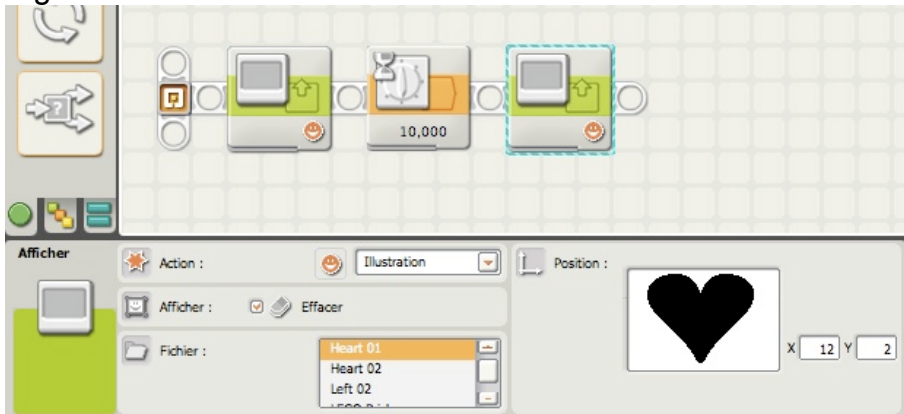 10,000
Afficher
Action :
Illustration
Afficher :
Effacer
Fichier :
Heart 01
Heart 02
Left 02
Position :
X 12 Y 2